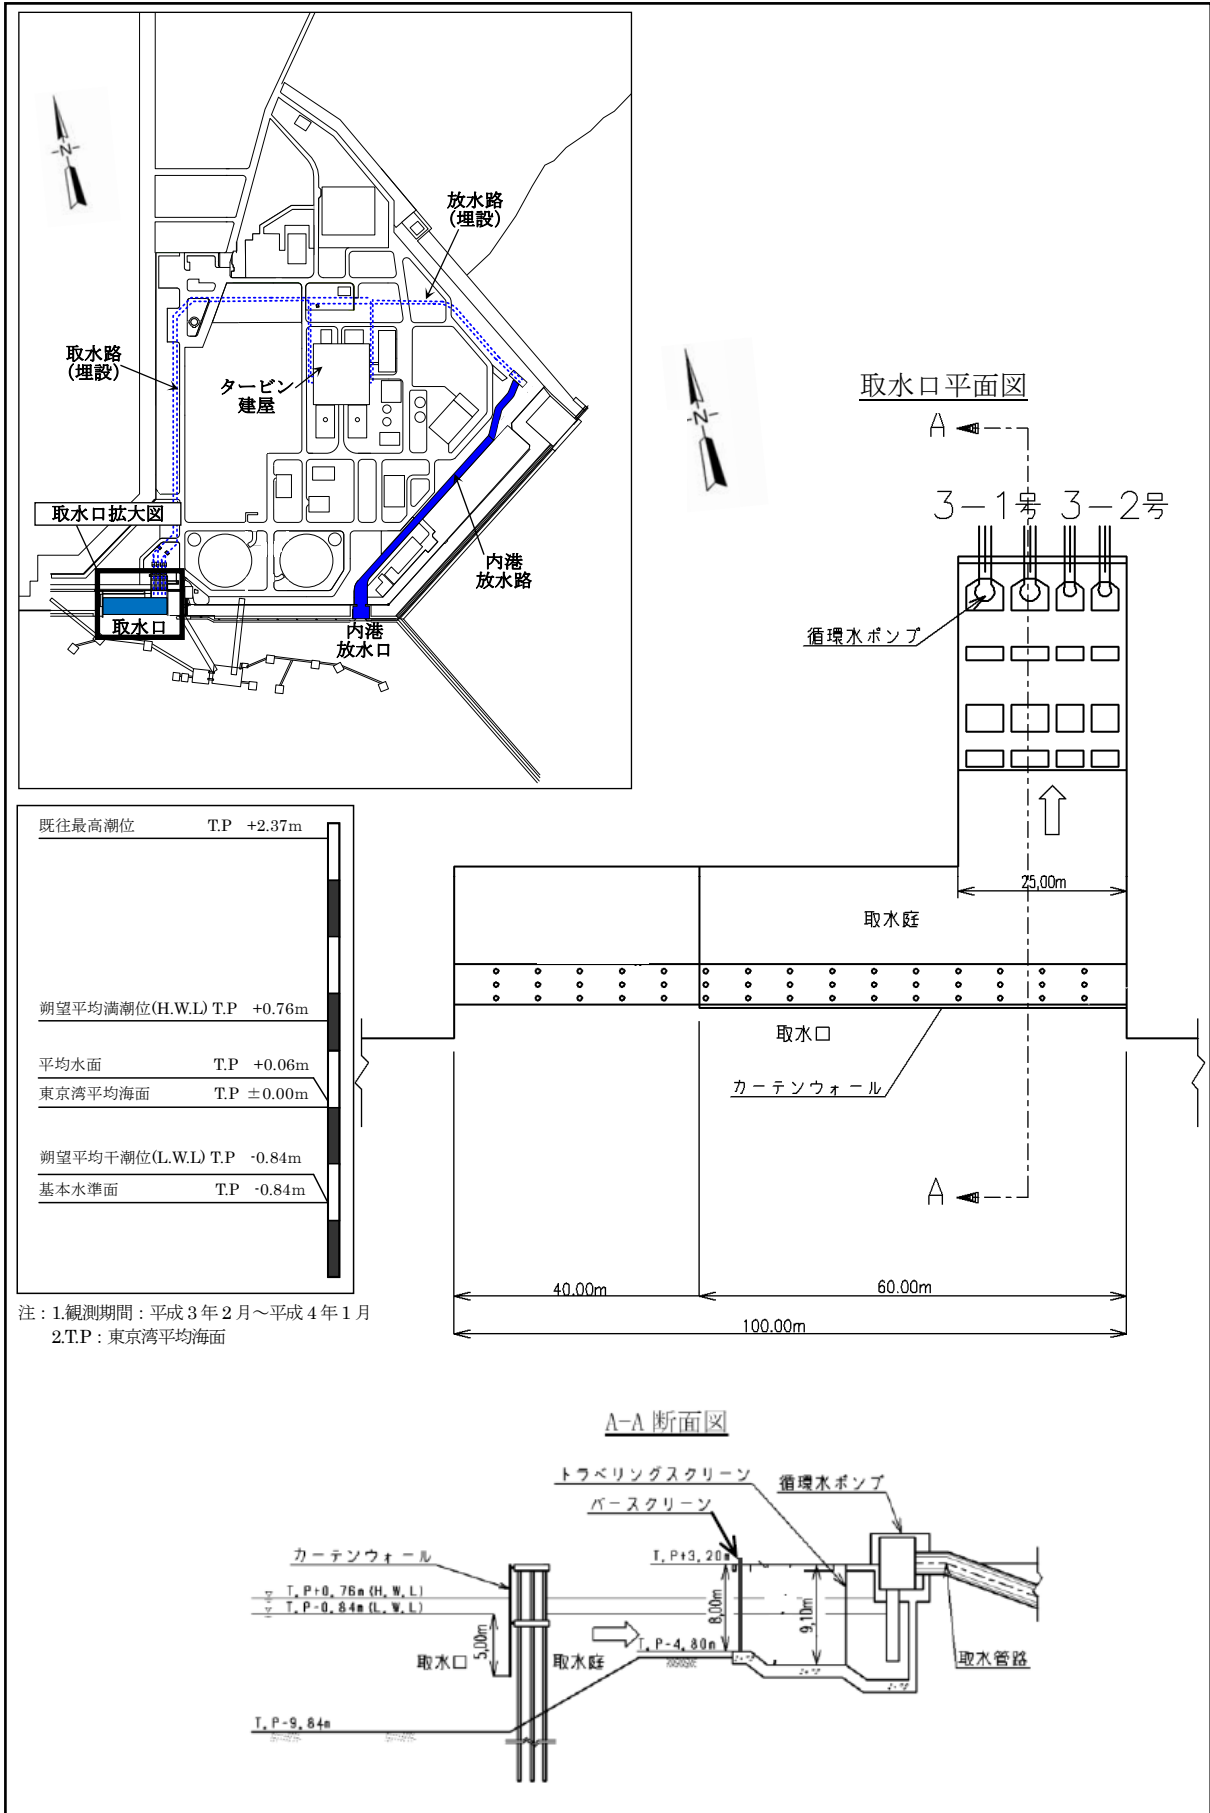 N
放水路
(埋設)
取水路
(埋設)
タービン
建屋
取水口拡大図
内港
放水路
取水口
内港
放水口
N
取水口平面図
A
3-1号 3-2号
循環水ポンプ
25.00m
取水庭
取水口
カーテンウォール
A
40.00m
60.00m
100.00m
既往最高潮位 T.P +2.37m
朔望平均満潮位(H.W.L) T.P +0.76m
平均水面 T.P +0.06m
東京湾平均海面 T.P ±0.00m
朔望平均干潮位(L.W.L) T.P -0.84m
基本水準面 T.P -0.84m
注：1.観測期間：平成3年2月～平成4年1月
2.T.P：東京湾平均海面
A-A 断面図
トラベリングスクリーン
循環水ポンプ
バースクリーン
カーテンウォール
T.P+3.20m
T.P+0.76m(H.W.L)
T.P-0.84m(L.W.L)
8.00m
9.10m
5.00m
T.P-4.80m
取水口
取水庭
取水管路
T.P-9.84m